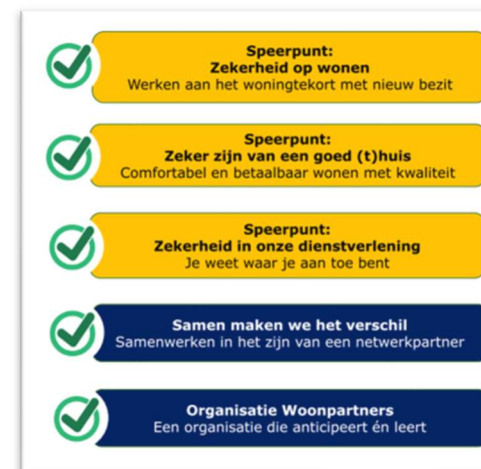 Speerpunt:
Zekerheid op wonen
Werken aan het woningtekort met nieuw bezit
Speerpunt:
Zeker zijn van een goed (t)huis
Comfortabel en betaalbaar wonen met kwaliteit
Speerpunt:
Zekerheid in onze dienstverlening
Je weet waar je aan toe bent
Samen maken we het verschil
Samenwerken in het zijn van een netwerkpartner
Organisatie Woonpartners
Een organisatie die anticipeert én leert